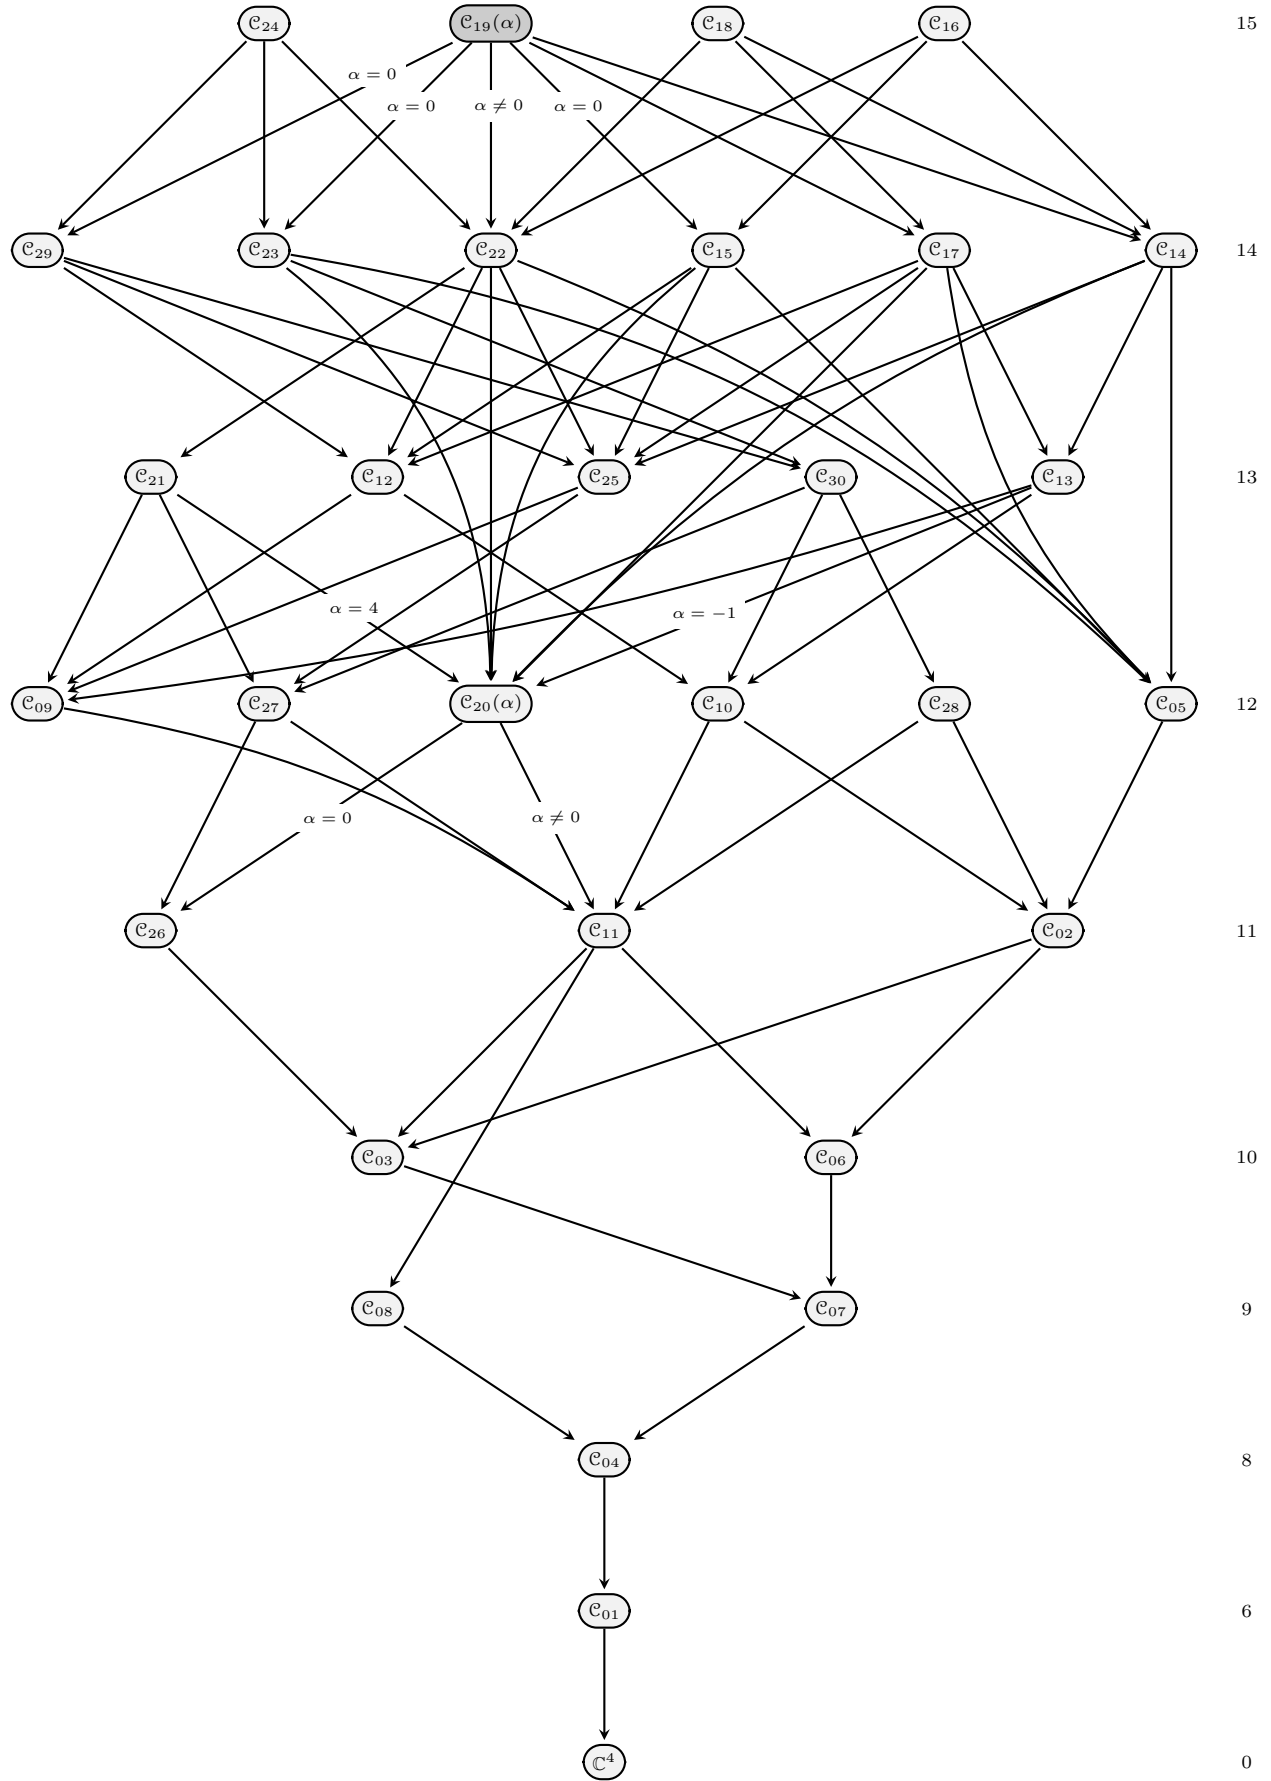 𝒞₂₄ 𝒞₁₉(α) 𝒞₁₈ 𝒞₁₆ 15
α = 0
α = 0 α ≠ 0 α = 0
𝒞₂₉ 𝒞₂₃ 𝒞₂₂ 𝒞₁₅ 𝒞₁₇ 𝒞₁₄ 14
𝒞₂₁ 𝒞₁₂ 𝒞₂₅ 𝒞₃₀ 𝒞₁₃ 13
α = 4 α = −1
𝒞₀₉ 𝒞₂₇ 𝒞₂₀(α) 𝒞₁₀ 𝒞₂₈ 𝒞₀₅ 12
α = 0 α ≠ 0
𝒞₂₆ 𝒞₁₁ 𝒞₀₂ 11
𝒞₀₃ 𝒞₀₆ 10
𝒞₀₈ 𝒞₀₇ 9
𝒞₀₄ 8
𝒞₀₁ 6
ℂ⁴ 0